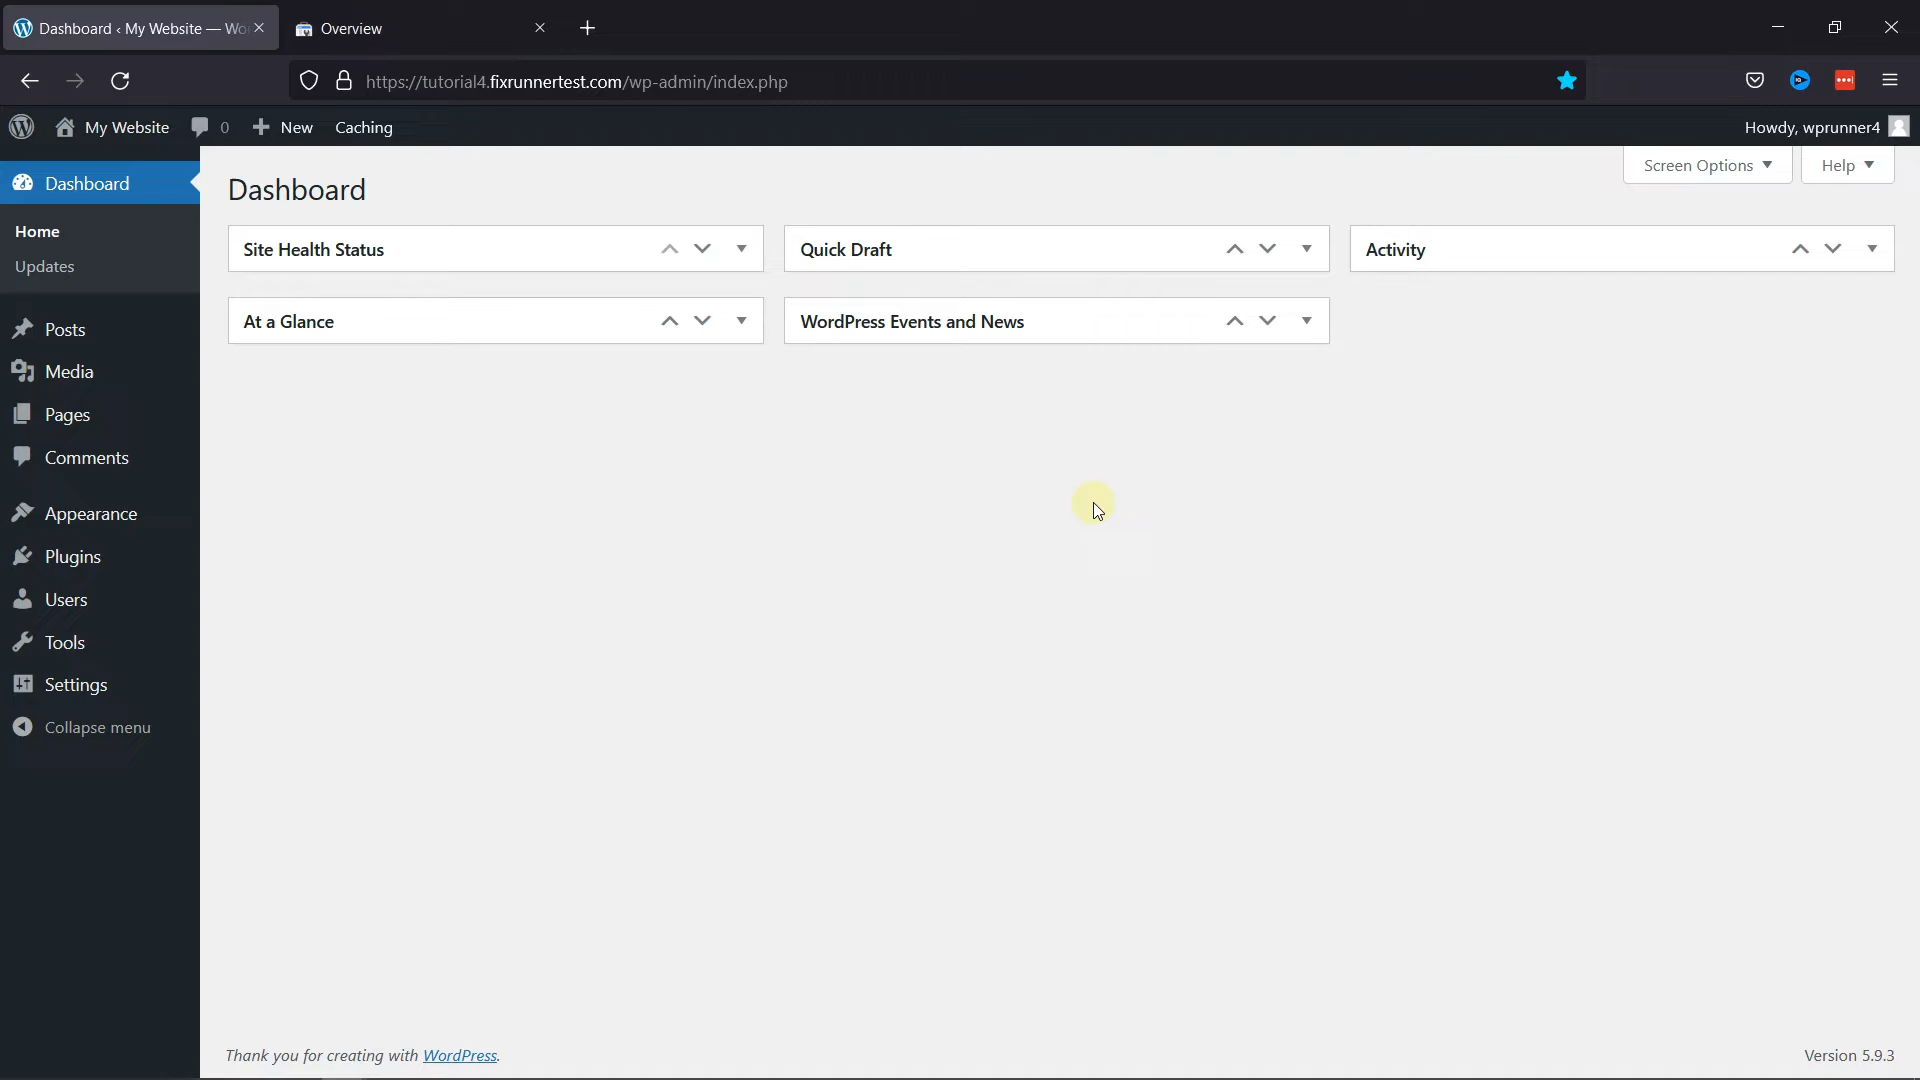 Dashboard ‹ My Website — Wo
Overview
https://tutorial4.fixrunnertest.com/wp-admin/index.php
My Website
0
New
Caching
Howdy, wprunner4
Screen Options
Help
Dashboard
Home
Updates
Posts
Media
Pages
Comments
Appearance
Plugins
Users
Tools
Settings
Collapse menu
Dashboard
Site Health Status
Quick Draft
Activity
At a Glance
WordPress Events and News
Thank you for creating with WordPress.
Version 5.9.3